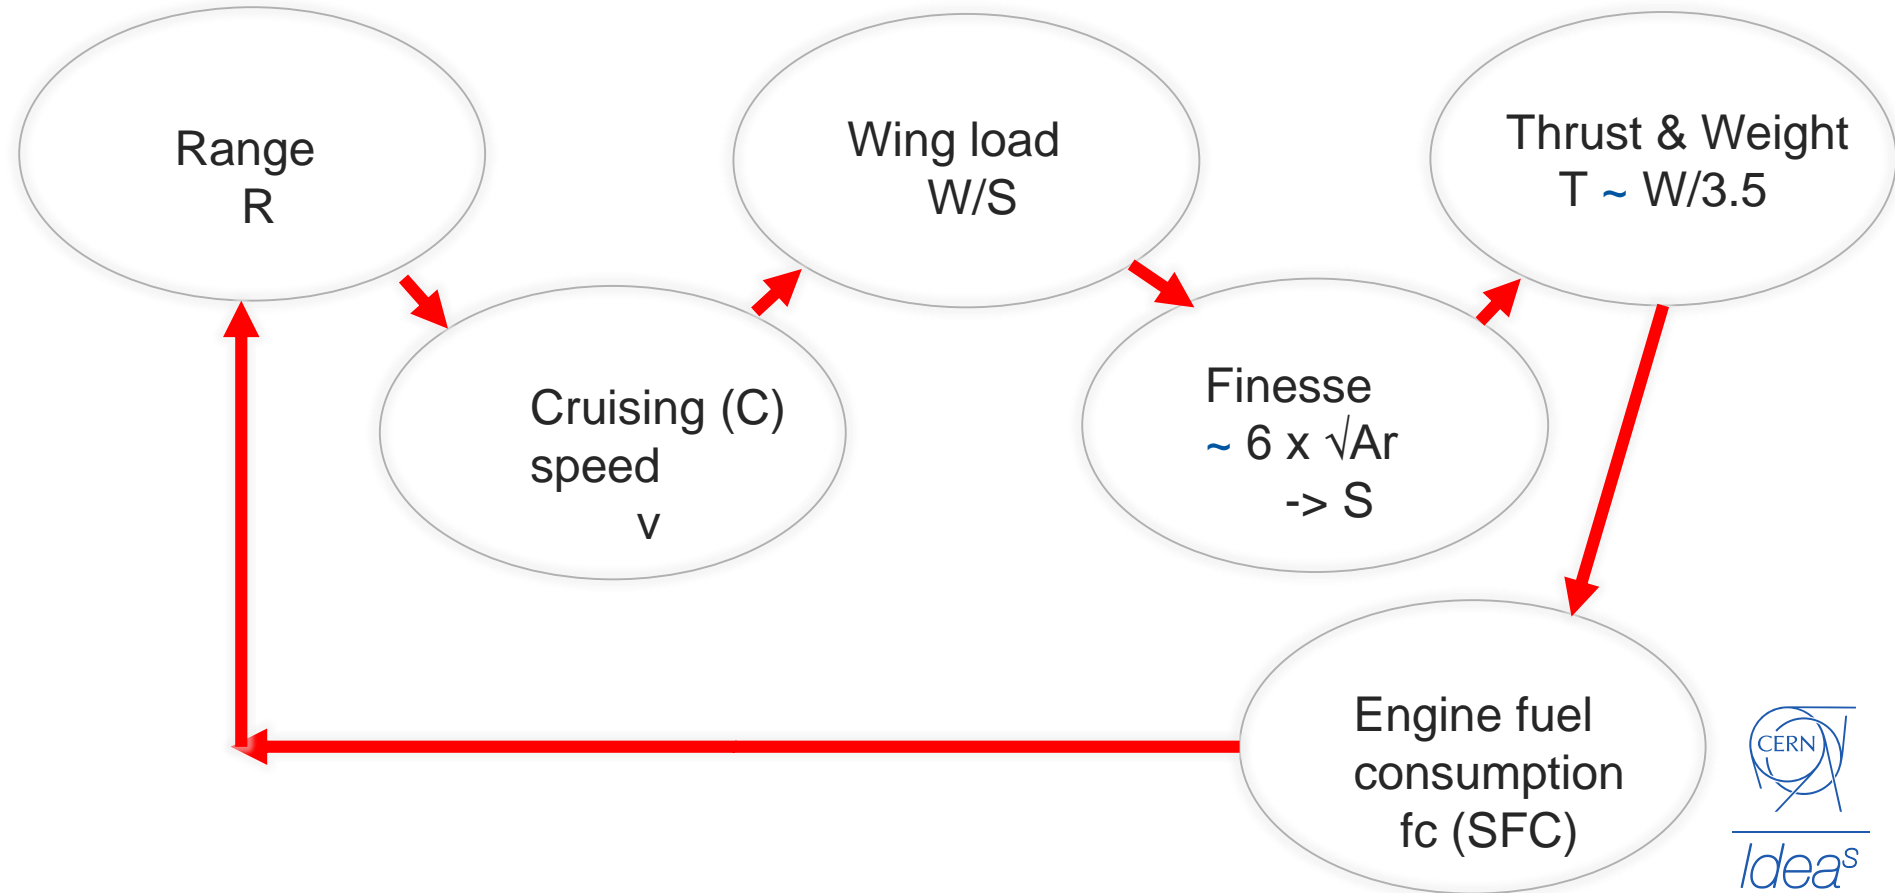 Range
R
Cruising (C)
speed
v
Wing load
W/S
Finesse
~ 6 x √Ar
-> S
Thrust & Weight
T ~ W/3.5
Engine fuel
consumption
fc (SFC)
CERN
Ideas